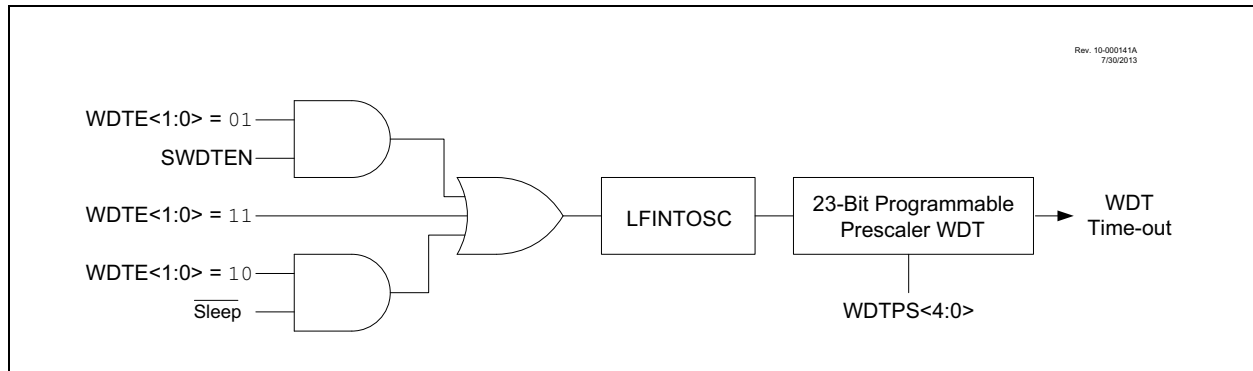 Rev. 10-000141A
7/30/2013
WDTE<1:0> = 01
SWDTEN
WDTE<1:0> = 11
WDTE<1:0> = 10
Sleep
LFINTOSC
23-Bit Programmable
Prescaler WDT
WDTPS<4:0>
WDT
Time-out